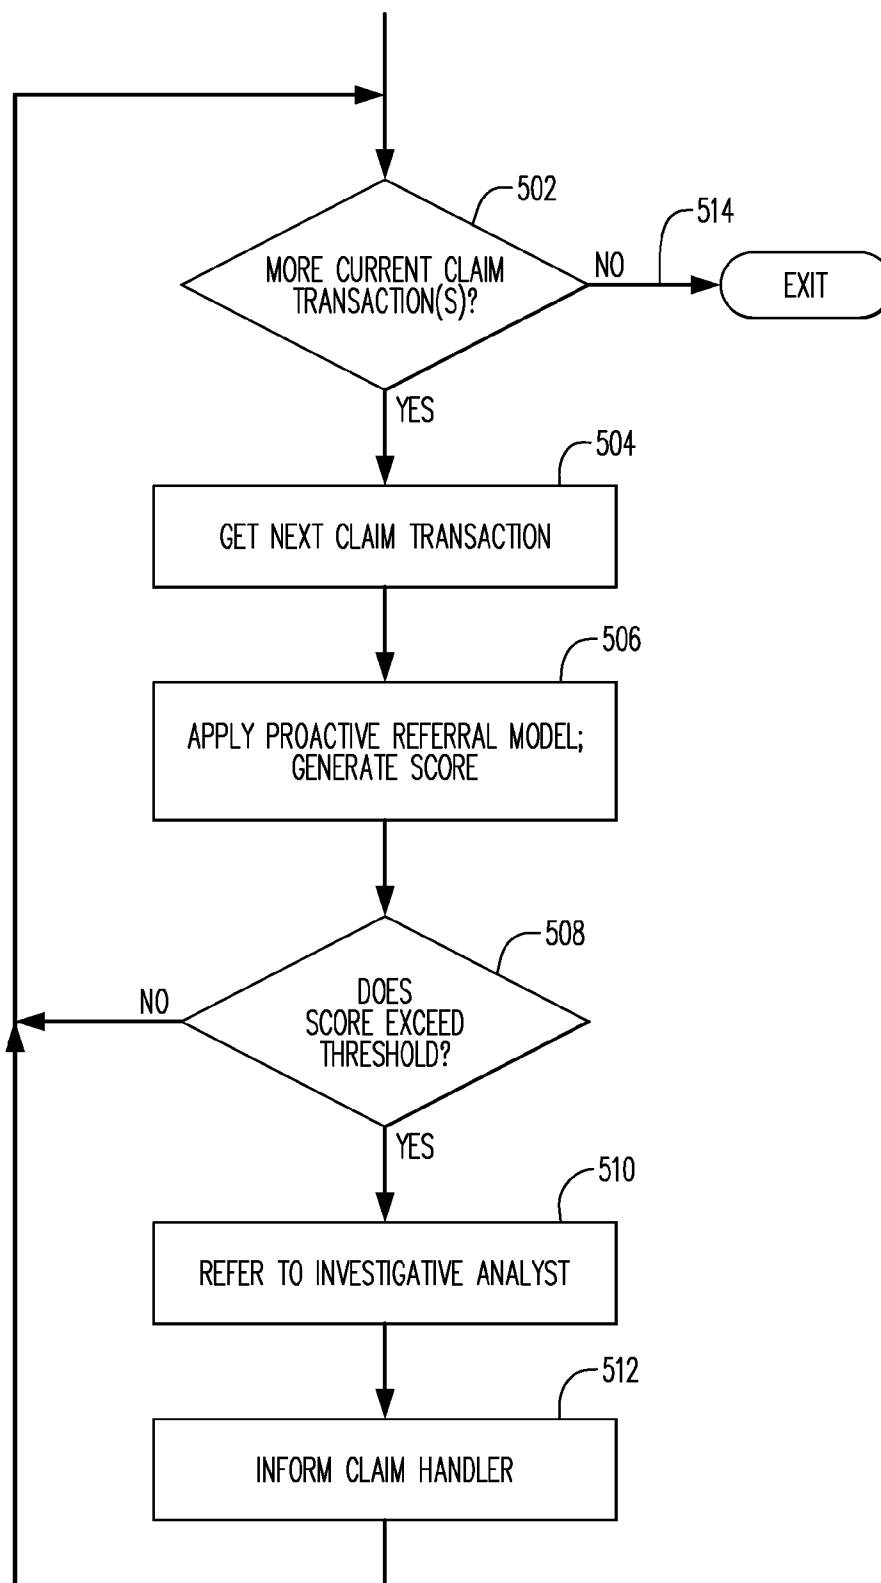 502
514
MORE CURRENT CLAIM
TRANSACTION(S)?
NO
EXIT
YES
504
GET NEXT CLAIM TRANSACTION
506
APPLY PROACTIVE REFERRAL MODEL;
GENERATE SCORE
508
NO
DOES
SCORE EXCEED
THRESHOLD?
YES
510
REFER TO INVESTIGATIVE ANALYST
512
INFORM CLAIM HANDLER